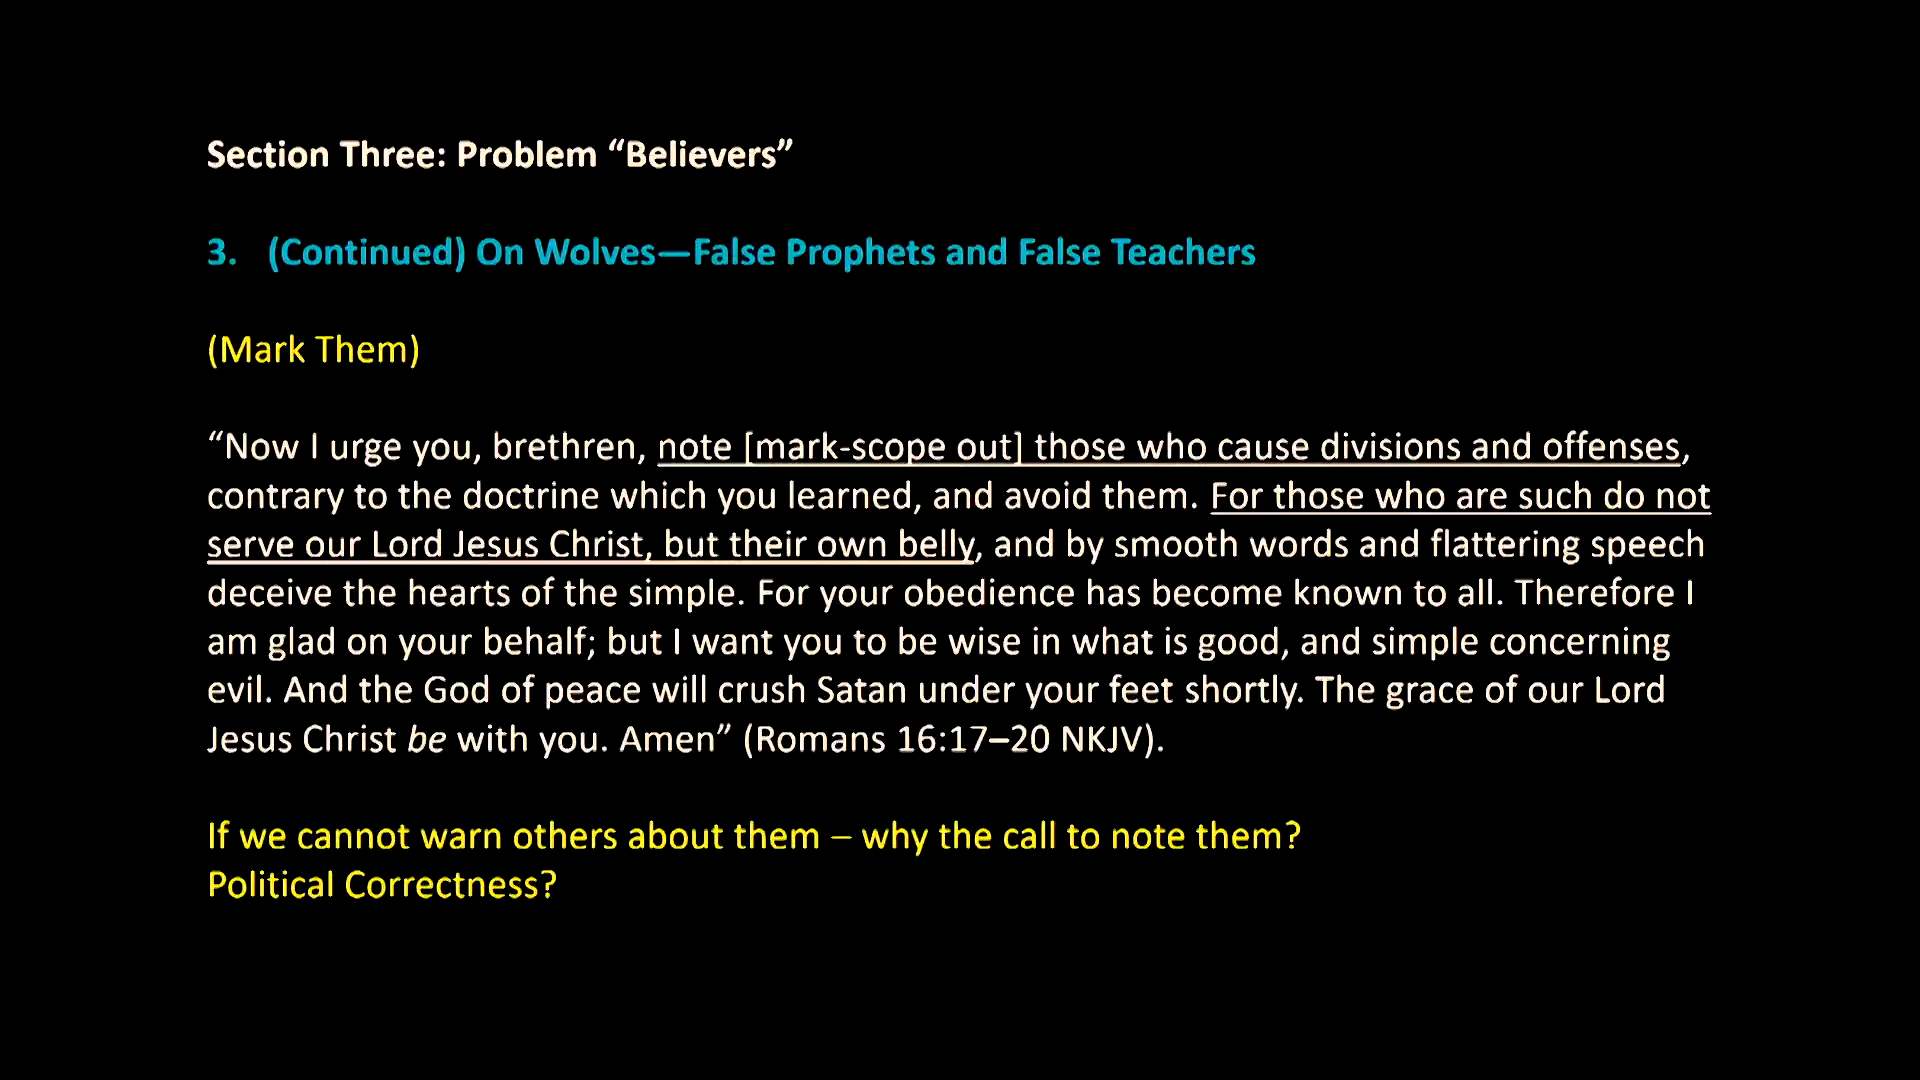 Section Three: Problem “Believers”
3. (Continued) On Wolves—False Prophets and False Teachers
(Mark Them)
“Now I urge you, brethren, note [mark-scope out] those who cause divisions and offenses,
contrary to the doctrine which you learned, and avoid them. For those who are such do not
serve our Lord Jesus Christ, but their own belly, and by smooth words and flattering speech
deceive the hearts of the simple. For your obedience has become known to all. Therefore I
am glad on your behalf; but I want you to be wise in what is good, and simple concerning
evil. And the God of peace will crush Satan under your feet shortly. The grace of our Lord
Jesus Christ be with you. Amen” (Romans 16:17–20 NKJV).
If we cannot warn others about them – why the call to note them?
Political Correctness?